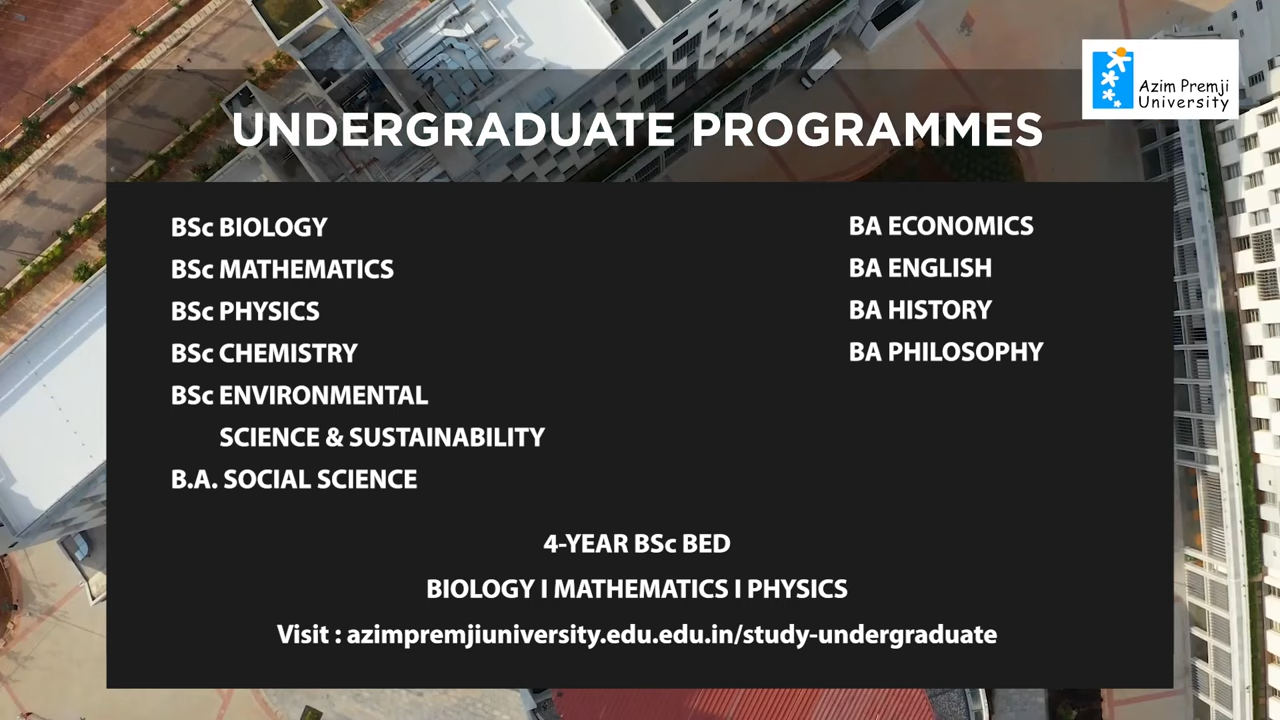 Azim Premji
University
UNDERGRADUATE PROGRAMMES
BSc BIOLOGY
BSc MATHEMATICS
BSc PHYSICS
BSc CHEMISTRY
BSc ENVIRONMENTAL
SCIENCE & SUSTAINABILITY
B.A. SOCIAL SCIENCE
BA ECONOMICS
BA ENGLISH
BA HISTORY
BA PHILOSOPHY
4-YEAR BSc BED
BIOLOGY I MATHEMATICS I PHYSICS
Visit : azimpremjiuniversity.edu.edu.in/study-undergraduate